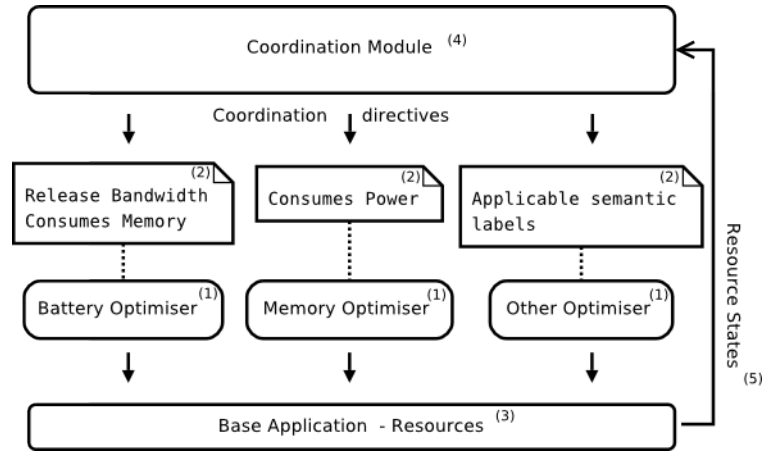 Coordination Module (4)
Coordination directives
(2) (2) (2)
Release Bandwidth
Consumes Memory
Consumes Power
Applicable semantic
labels
Battery Optimiser (1)
Memory Optimiser (1)
Other Optimiser (1)
Resource States
(5)
Base Application - Resources (3)